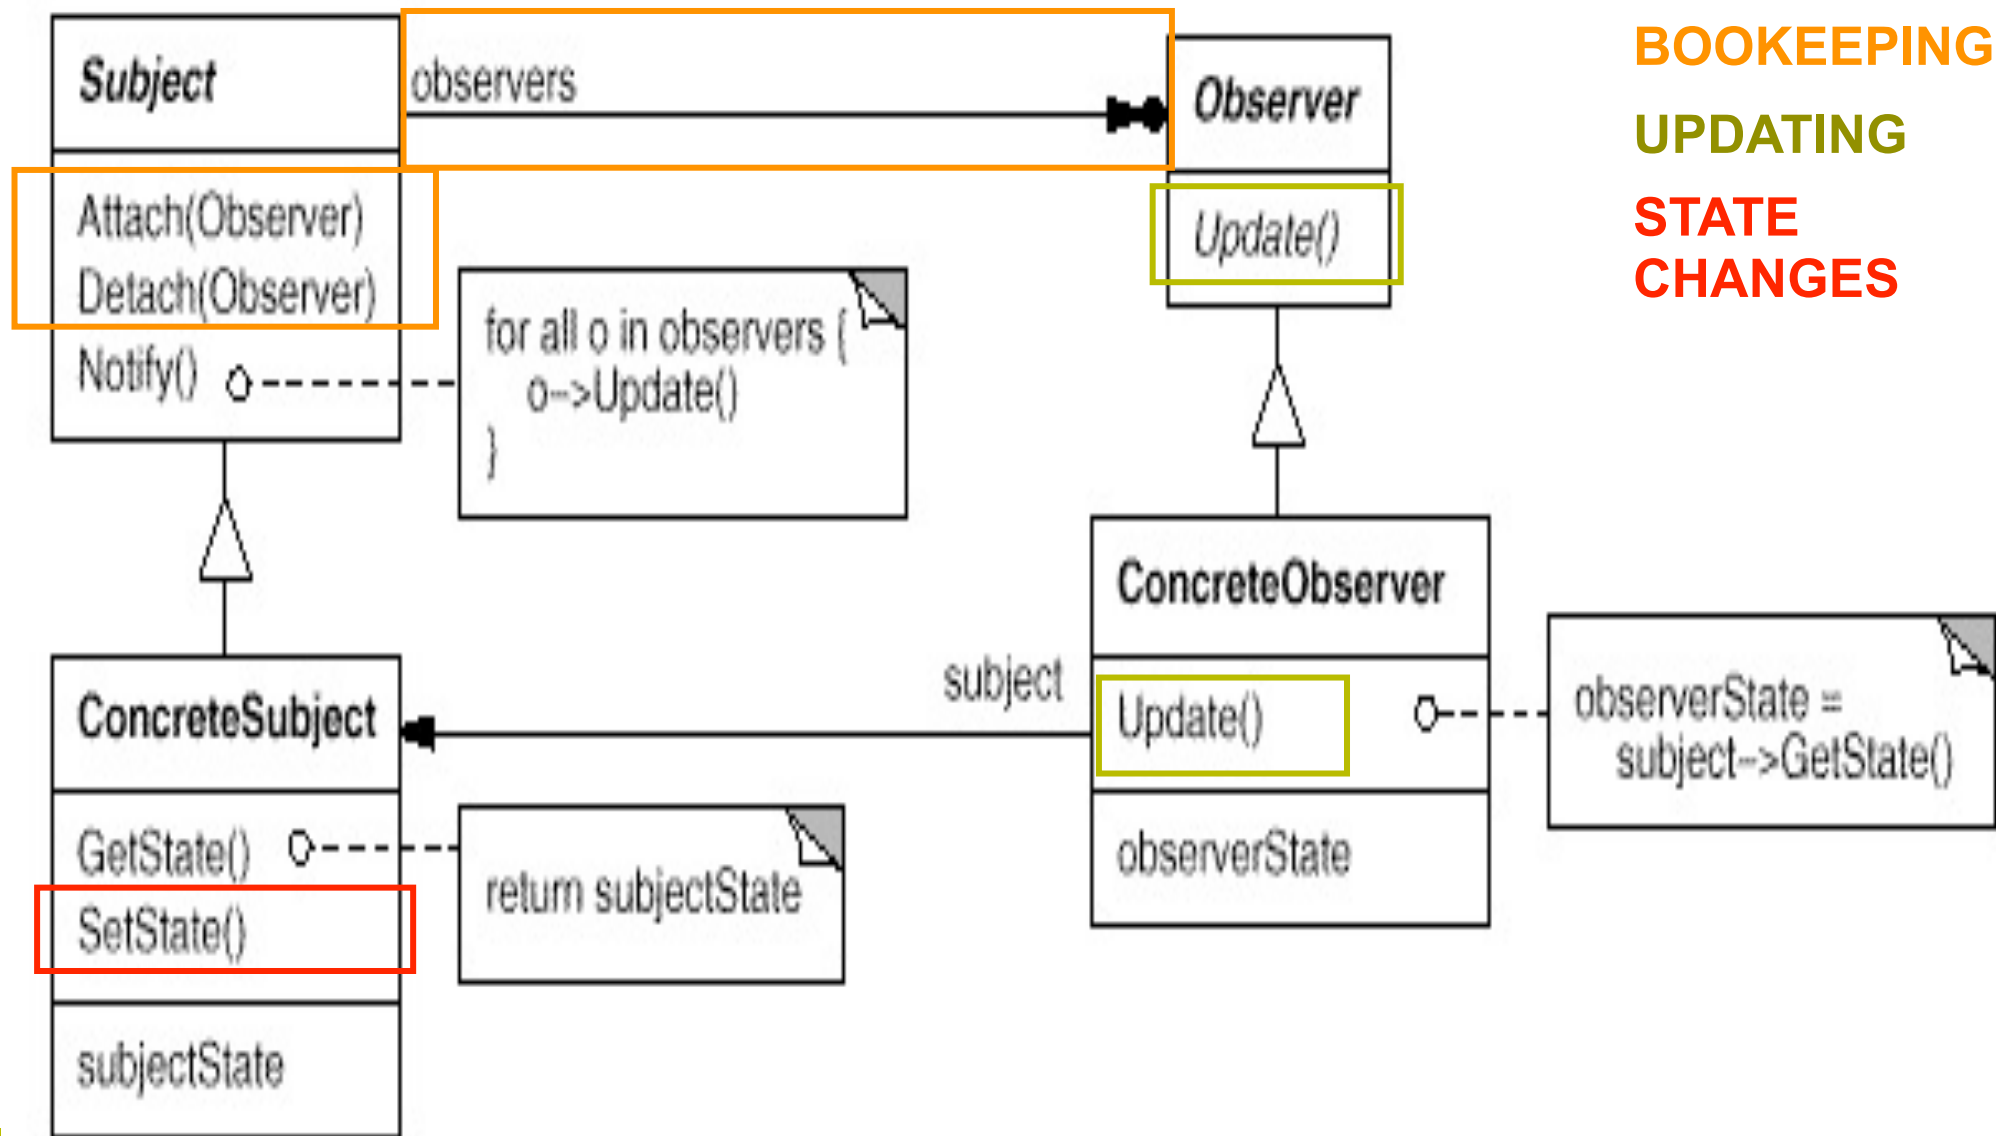 Subject
observers
Attach(Observer)
Detach(Observer)
Notify()
for all o in observers {
o–>Update()
}
Observer
Update()
BOOKEEPING
UPDATING
STATE
CHANGES
ConcreteSubject
GetState()
SetState()
subjectState
return subjectState
subject
ConcreteObserver
Update()
observerState
observerState =
subject–>GetState()